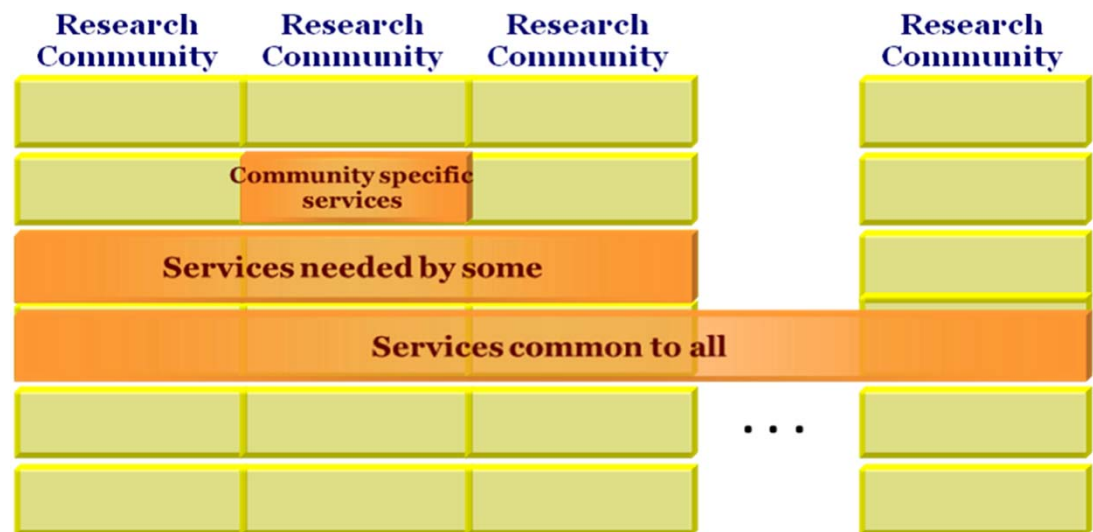 Research
Community
Research
Community
Research
Community
Research
Community
Community specific
services
Services needed by some
Services common to all
. . .